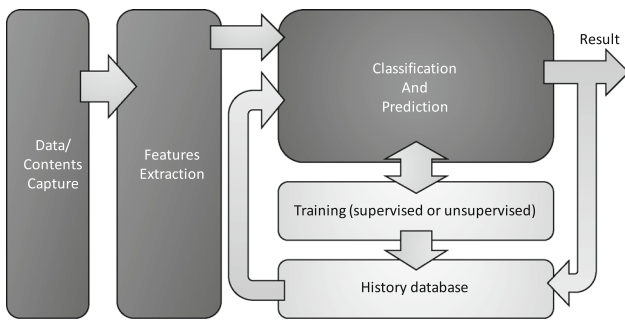 Data/
Contents
Capture
Features
Extraction
Classification
And
Prediction
Result
Training (supervised or unsupervised)
History database